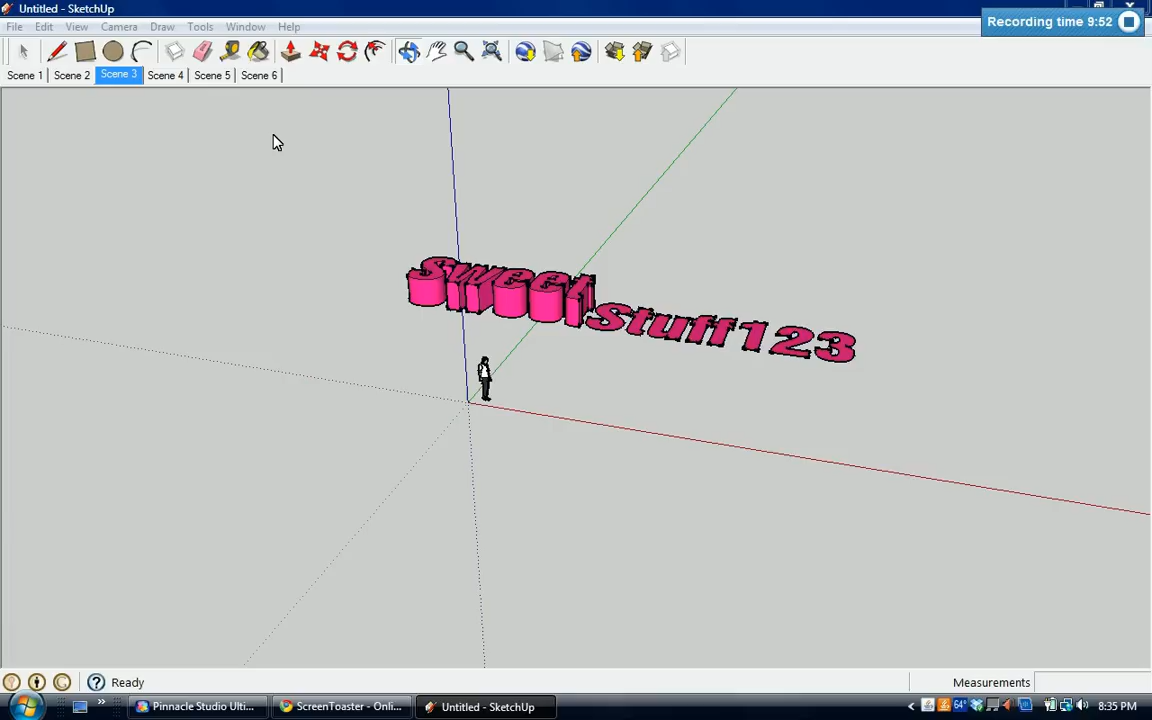 Untitled - SketchUp
Recording time 9:52
File Edit View Camera Draw Tools Window Help
Scene 1 Scene 2 Scene 3 Scene 4 Scene 5 Scene 6
Sweet Stuff123
? Ready Measurements
Pinnacle Studio Ulti... ScreenToaster - Onli... Untitled - SketchUp 64° 8:35 PM